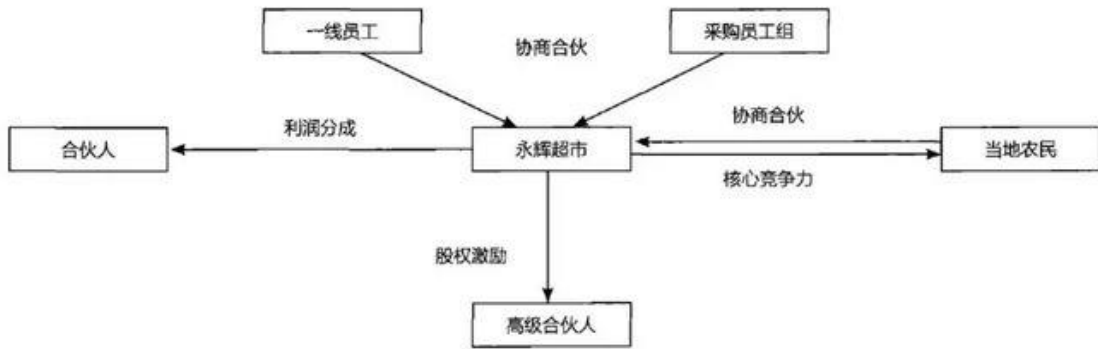 一线员工
采购员工组
协商合伙
协商合伙
利润分成
合伙人
永辉超市
当地农民
核心竞争力
股权激励
高级合伙人